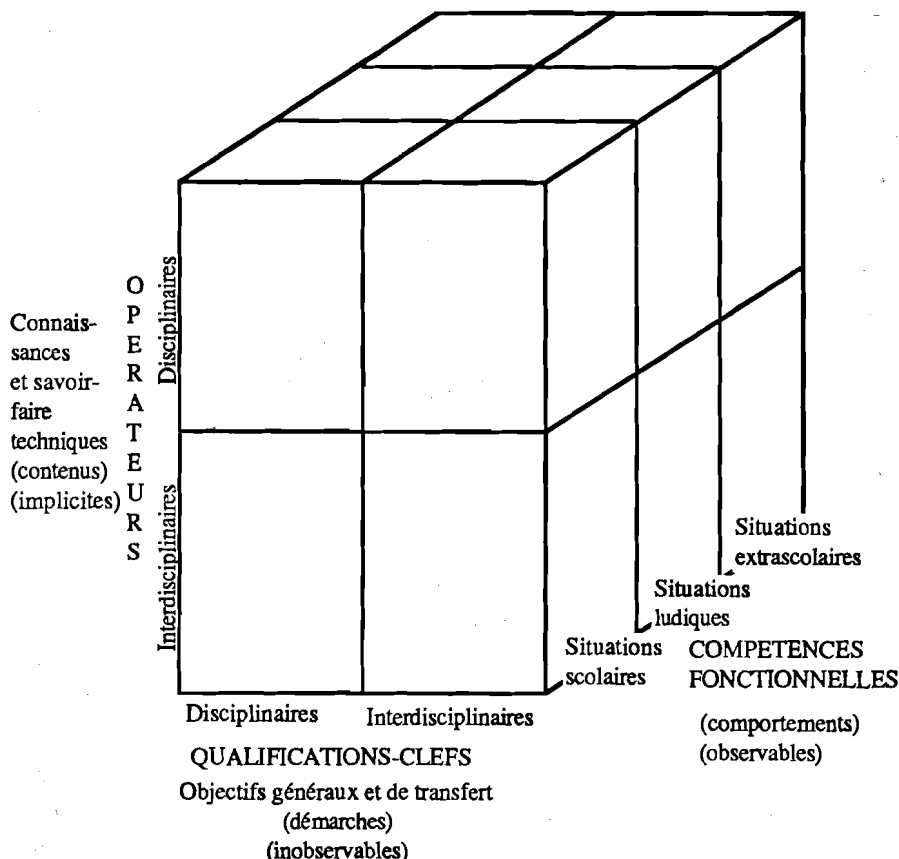 Connais-
sances
et savoir-
faire
techniques
(contenus)
(implicites)
OPERATEURS
Disciplinaires
Interdisciplinaires
Situations
extrascolaires
Situations
ludiques
Situations
scolaires
COMPETENCES
FONCTIONNELLES
(comportements)
(observables)
Disciplinaires
Interdisciplinaires
QUALIFICATIONS-CLEFS
Objectifs généraux et de transfert
(démarches)
(inobservables)